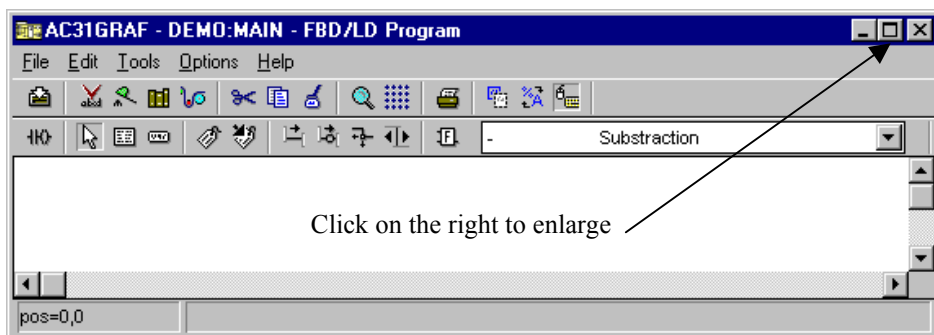 AC31GRAF - DEMO:MAIN - FBD/LD Program
File Edit Tools Options Help
- Substraction
Click on the right to enlarge
pos=0,0